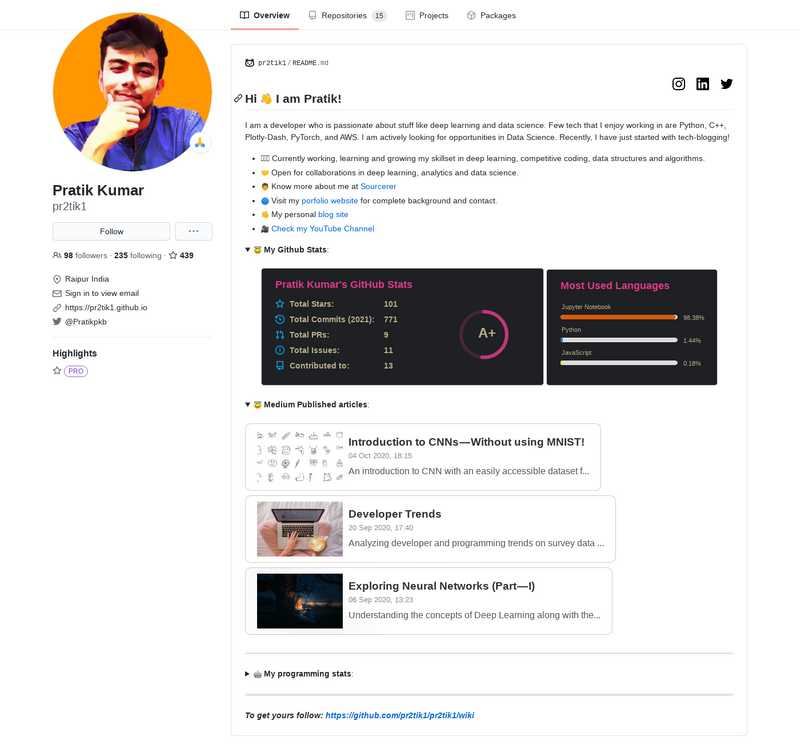 Overview
Repositories 15
Projects
Packages
Pratik Kumar
pr2tik1
Follow
98 followers · 235 following · 439
Raipur India
Sign in to view email
https://pr2tik1.github.io
@Pratikpkb
Highlights
PRO
pr2tik1 / README.md
Hi 👋 I am Pratik!
I am a developer who is passionate about stuff like deep learning and data science. Few tech that I enjoy working in are Python, C++,
Plotly-Dash, PyTorch, and AWS. I am actively looking for opportunities in Data Science. Recently, I have just started with tech-blogging!
Currently working, learning and growing my skillset in deep learning, competitive coding, data structures and algorithms.
Open for collaborations in deep learning, analytics and data science.
Know more about me at Sourcerer
Visit my porfolio website for complete background and contact.
My personal blog site
Check my YouTube Channel
My Github Stats:
Pratik Kumar's GitHub Stats
Total Stars: 101
Total Commits (2021): 771
Total PRs: 9
Total Issues: 11
Contributed to: 13
A+
Most Used Languages
Jupyter Notebook
98.38%
Python
1.44%
JavaScript
0.18%
Medium Published articles:
Introduction to CNNs — Without using MNIST!
04 Oct 2020, 18:15
An introduction to CNN with an easily accessible dataset f...
Developer Trends
20 Sep 2020, 17:40
Analyzing developer and programming trends on survey data ...
Exploring Neural Networks (Part — I)
06 Sep 2020, 13:23
Understanding the concepts of Deep Learning along with the...
My programming stats:
To get yours follow: https://github.com/pr2tik1/pr2tik1/wiki